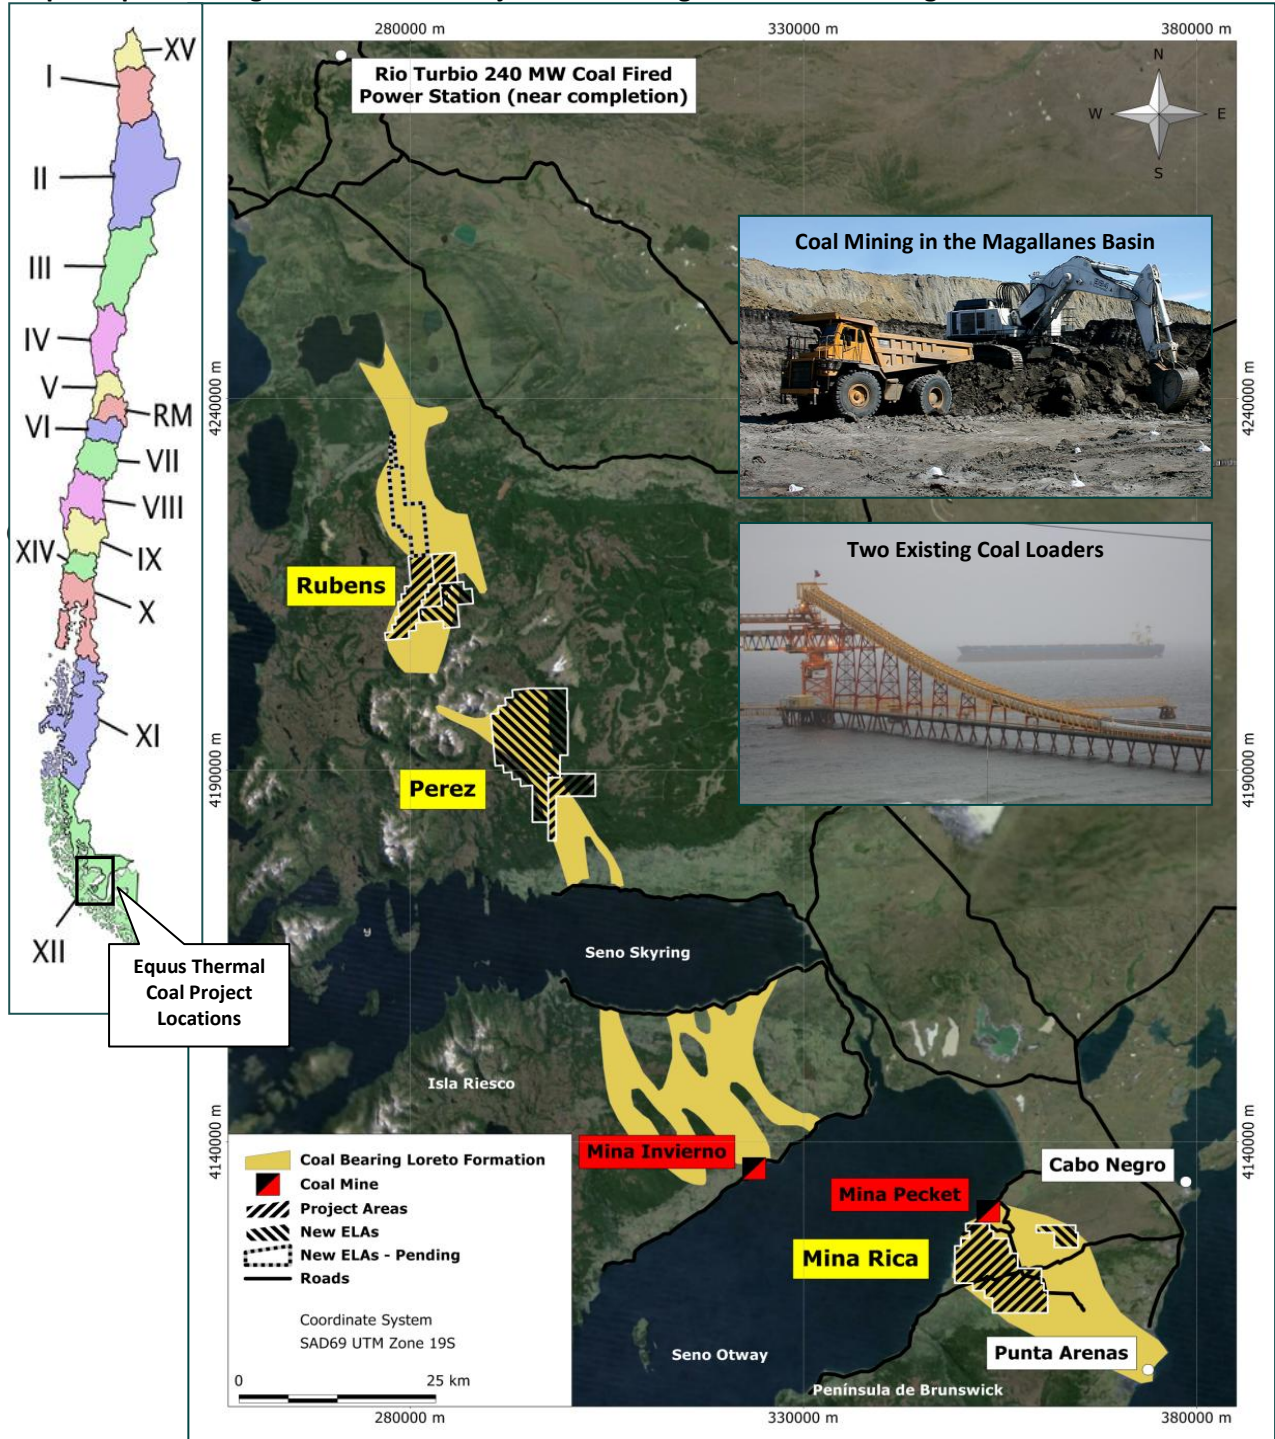 280000 m
330000 m
380000 m
XV
I
II
III
IV
V
RM
VI
VII
VIII
XIV
IX
X
XI
XII
Equus Thermal
Coal Project
Locations
Rio Turbio 240 MW Coal Fired
Power Station (near completion)
N
W
E
S
Coal Mining in the Magallanes Basin
4240000 m
4240000 m
Two Existing Coal Loaders
Rubens
Perez
4190000 m
4190000 m
Seno Skyring
Isla Riesco
4140000 m
4140000 m
Mina Invierno
Mina Pecket
Cabo Negro
Mina Rica
Punta Arenas
Seno Otway
Península de Brunswick
Coal Bearing Loreto Formation
Coal Mine
Project Areas
New ELAs
New ELAs - Pending
Roads
Coordinate System
SAD69 UTM Zone 19S
0
25 km
280000 m
330000 m
380000 m